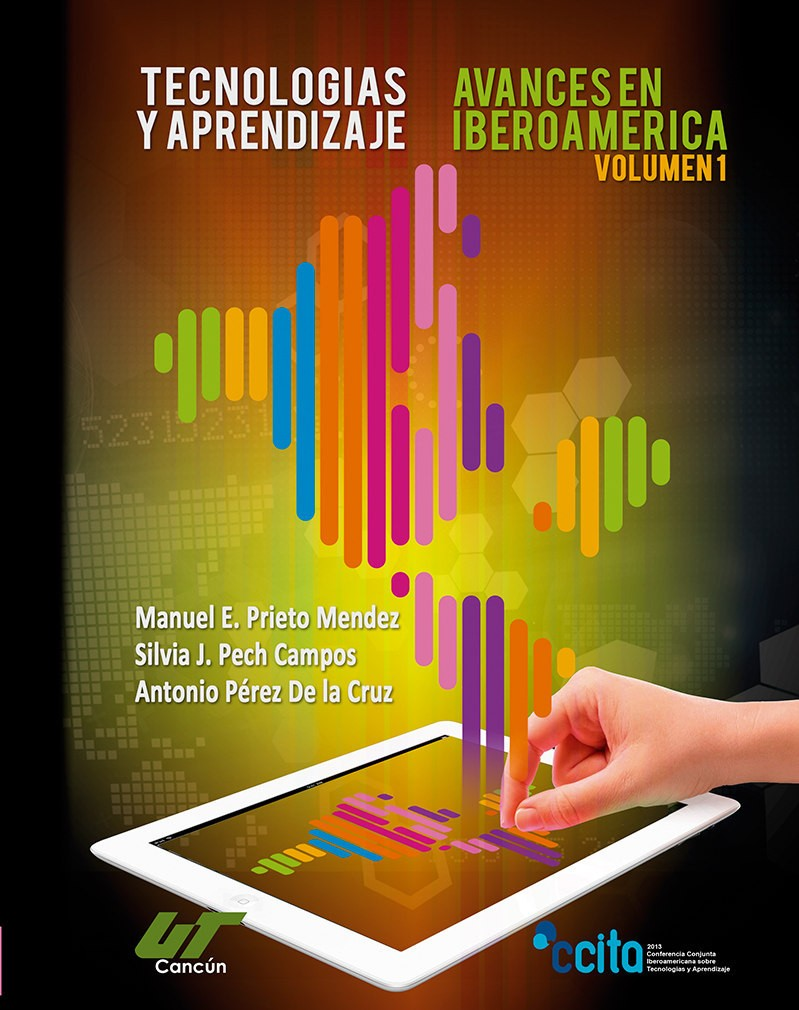 TECNOLOGIAS
Y APRENDIZAJE
AVANCES EN
IBEROAMERICA
VOLUMEN 1
Manuel E. Prieto Mendez
Silvia J. Pech Campos
Antonio Pérez De la Cruz
UT
Cancún
ccita
2013
Conferencia Conjunta
Iberoamericana sobre
Tecnologías y Aprendizaje